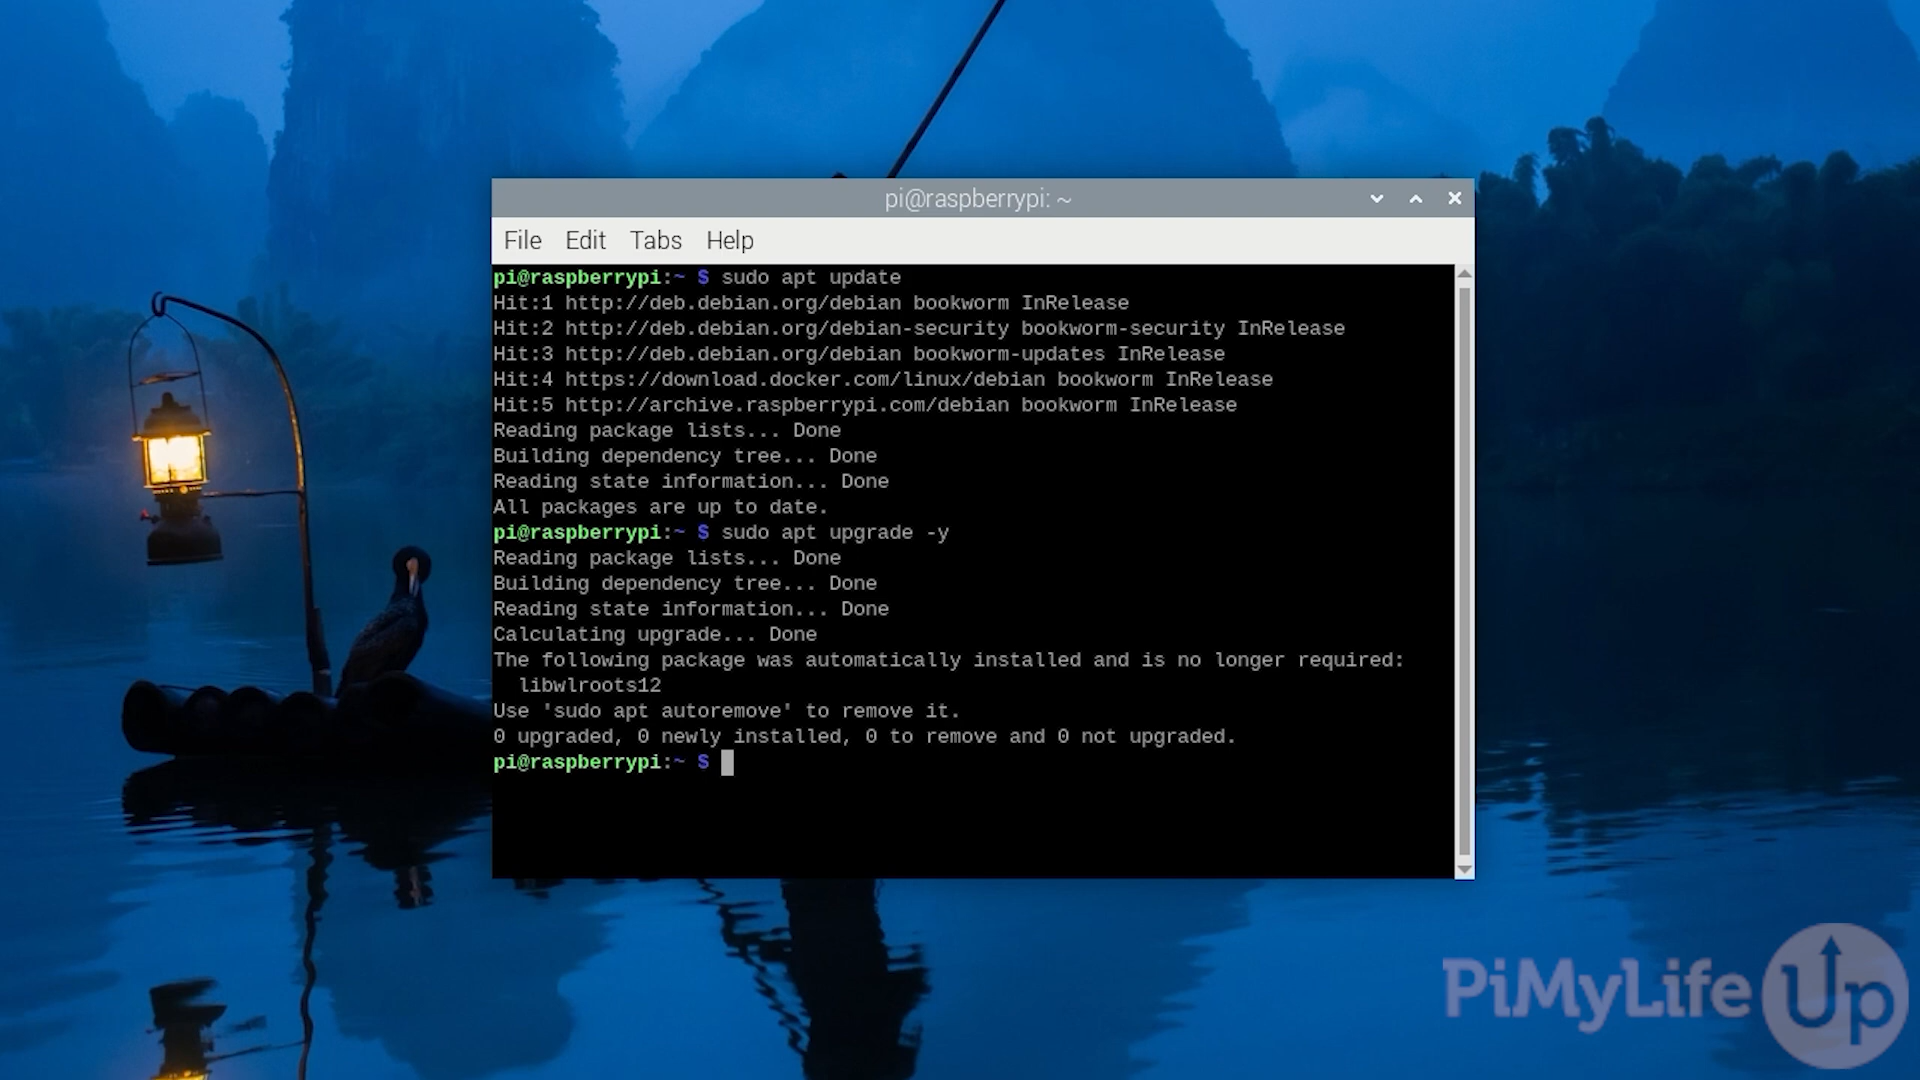 pi@raspberrypi: ~
File Edit Tabs Help
pi@raspberrypi:~ $ sudo apt update
Hit:1 http://deb.debian.org/debian bookworm InRelease
Hit:2 http://deb.debian.org/debian-security bookworm-security InRelease
Hit:3 http://deb.debian.org/debian bookworm-updates InRelease
Hit:4 https://download.docker.com/linux/debian bookworm InRelease
Hit:5 http://archive.raspberrypi.com/debian bookworm InRelease
Reading package lists... Done
Building dependency tree... Done
Reading state information... Done
All packages are up to date.
pi@raspberrypi:~ $ sudo apt upgrade -y
Reading package lists... Done
Building dependency tree... Done
Reading state information... Done
Calculating upgrade... Done
The following package was automatically installed and is no longer required:
  libwlroots12
Use 'sudo apt autoremove' to remove it.
0 upgraded, 0 newly installed, 0 to remove and 0 not upgraded.
pi@raspberrypi:~ $
PiMyLifeUp